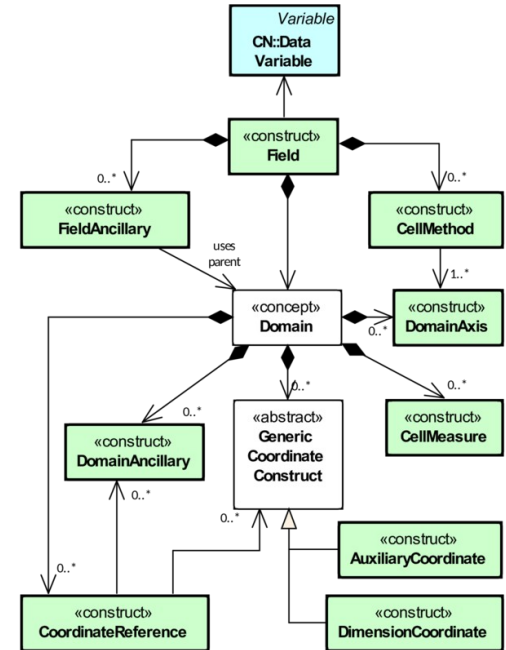 Variable
CN::Data
Variable
«construct»
Field
0..*
0..*
«construct»
FieldAncillary
«construct»
CellMethod
uses
parent
1..*
«concept»
Domain
0..*
«construct»
DomainAxis
0..*
0..*
0..*
«abstract»
Generic
Coordinate
Construct
«construct»
CellMeasure
«construct»
DomainAncillary
0..*
0..*
«construct»
AuxiliaryCoordinate
0..*
«construct»
CoordinateReference
«construct»
DimensionCoordinate